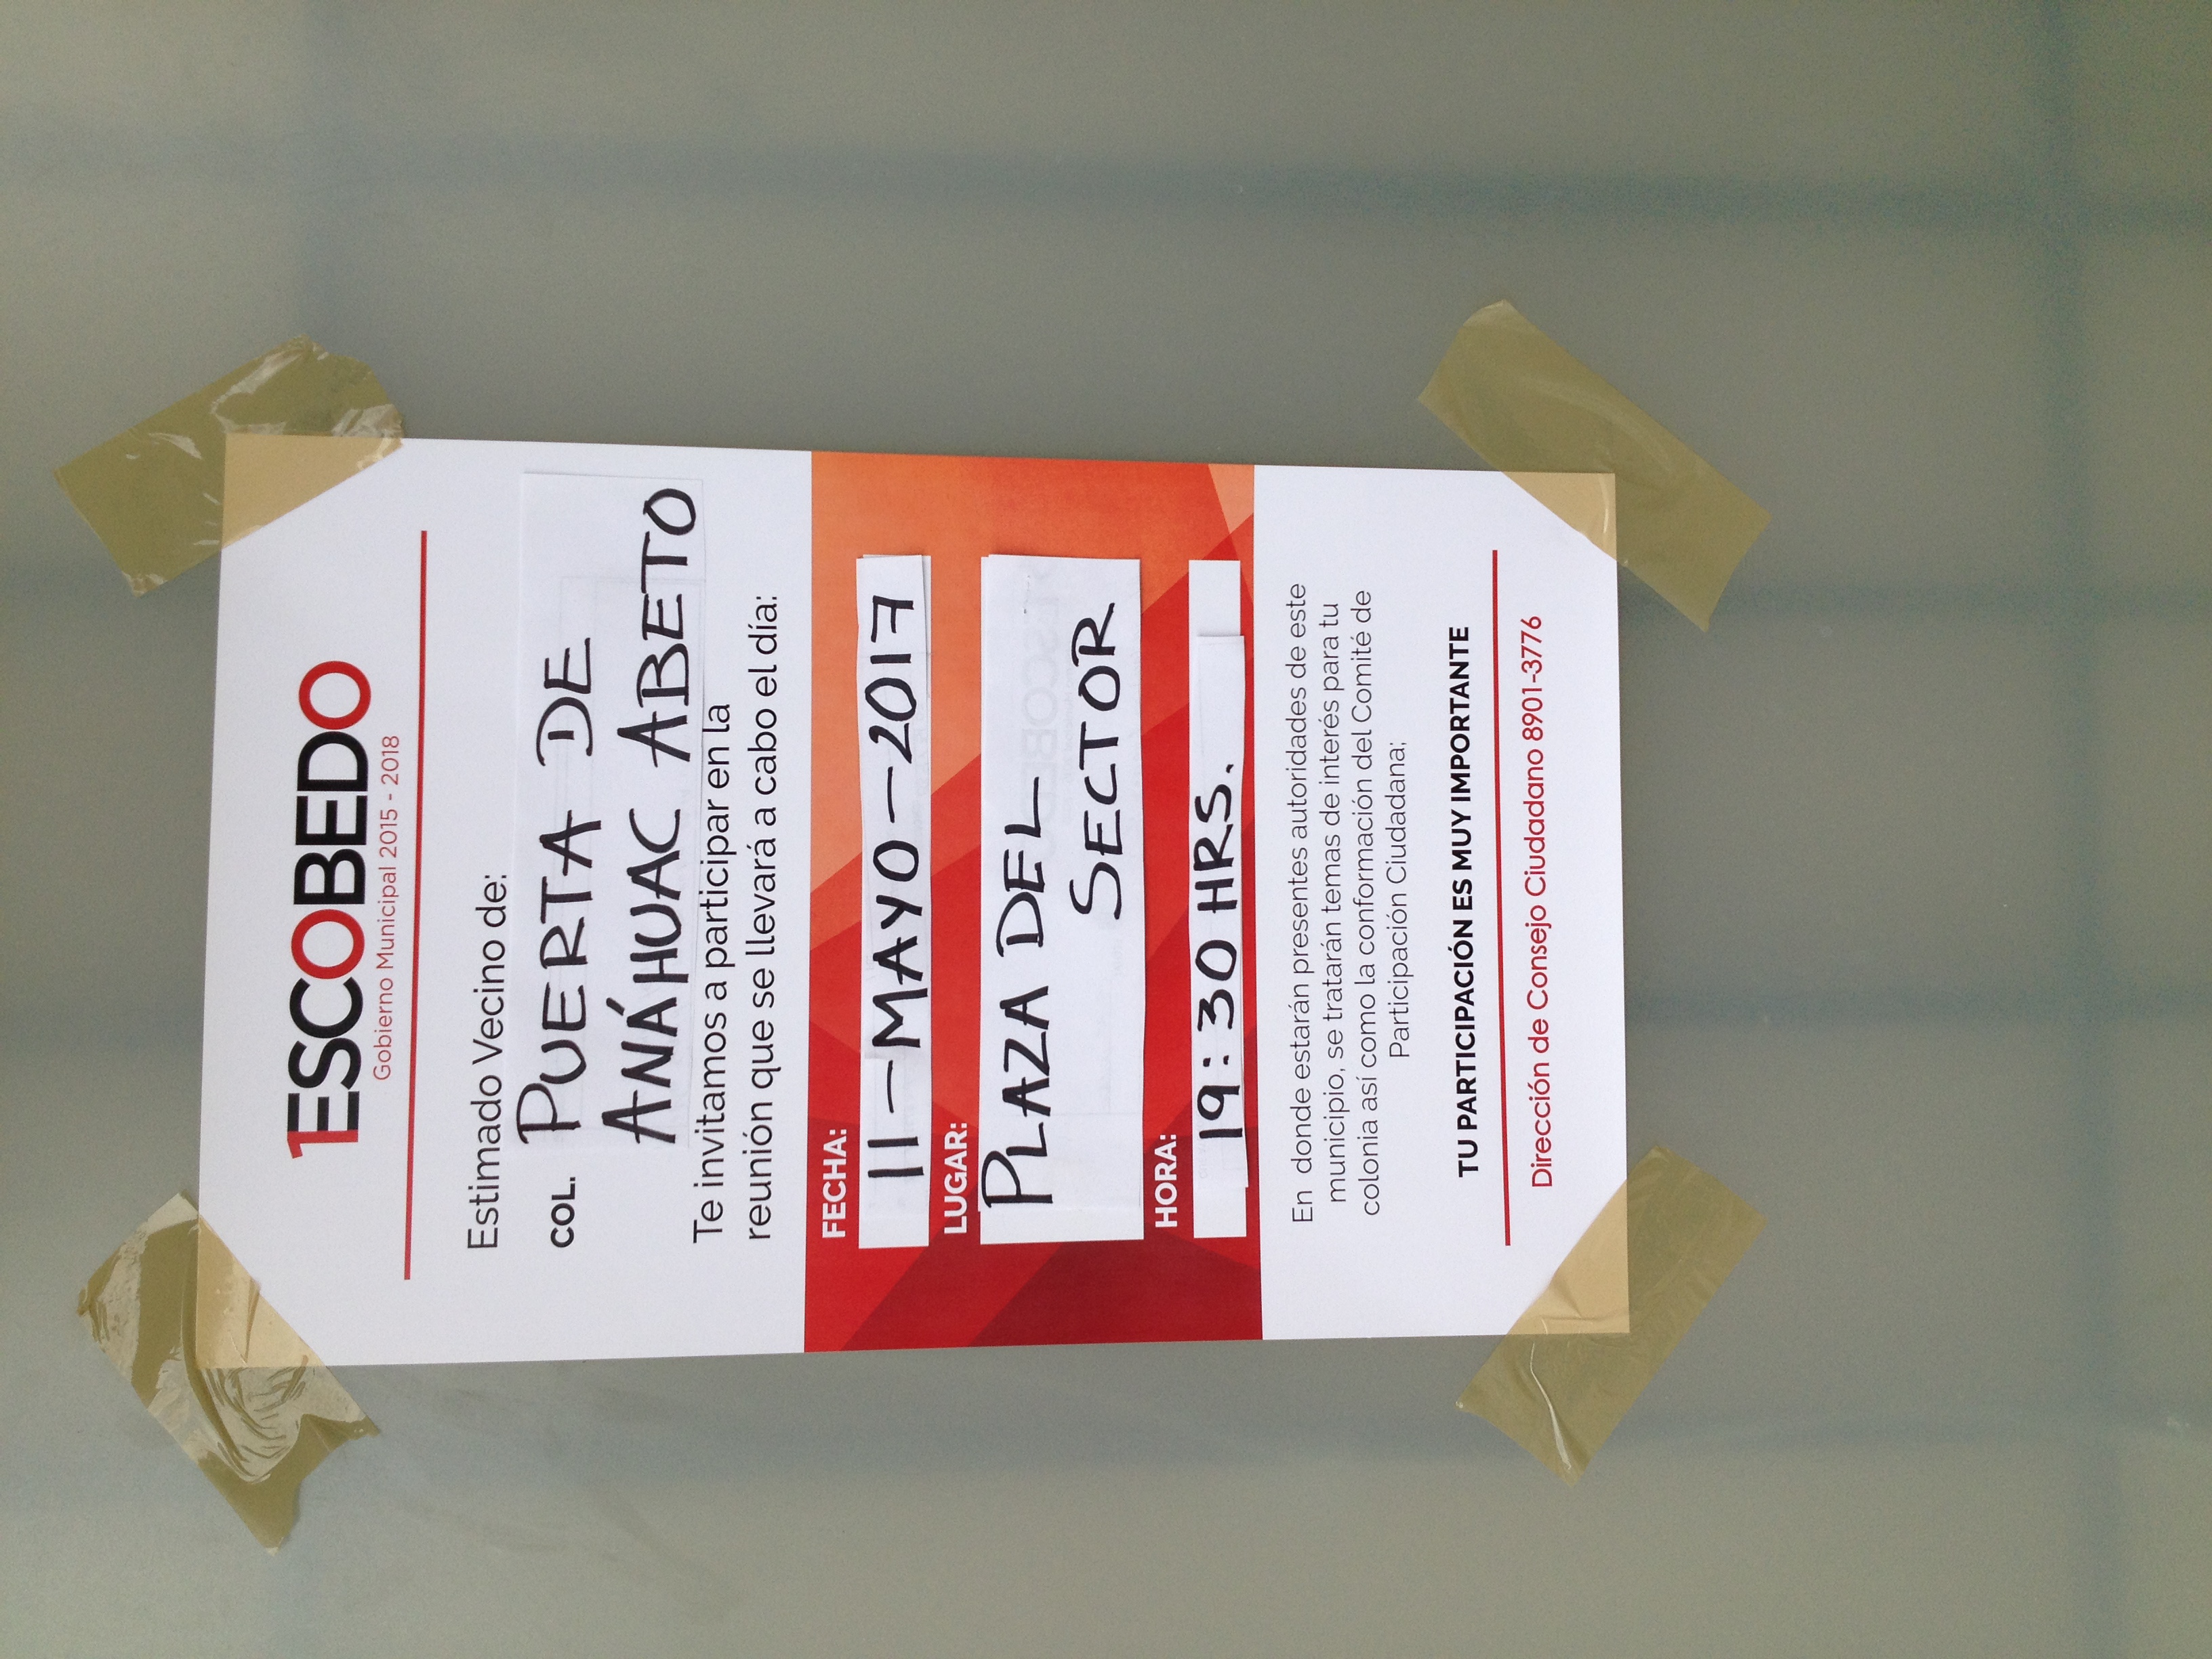 ESCOBEDO
Gobierno Municipal 2015 - 2018
Estimado Vecino de:
COL. PUERTA DE
ANÁHUAC ABETO
Te invitamos a participar en la
reunión que se llevará a cabo el día:
FECHA:
11-MAYO-2017
LUGAR:
PLAZA DEL
SECTOR
HORA:
19:30 HRS.
En donde estarán presentes autoridades de este
municipio, se tratarán temas de interés para tu
colonia así como la conformación del Comité de
Participación Ciudadana;
TU PARTICIPACIÓN ES MUY IMPORTANTE
Dirección de Consejo Ciudadano 8901-3776